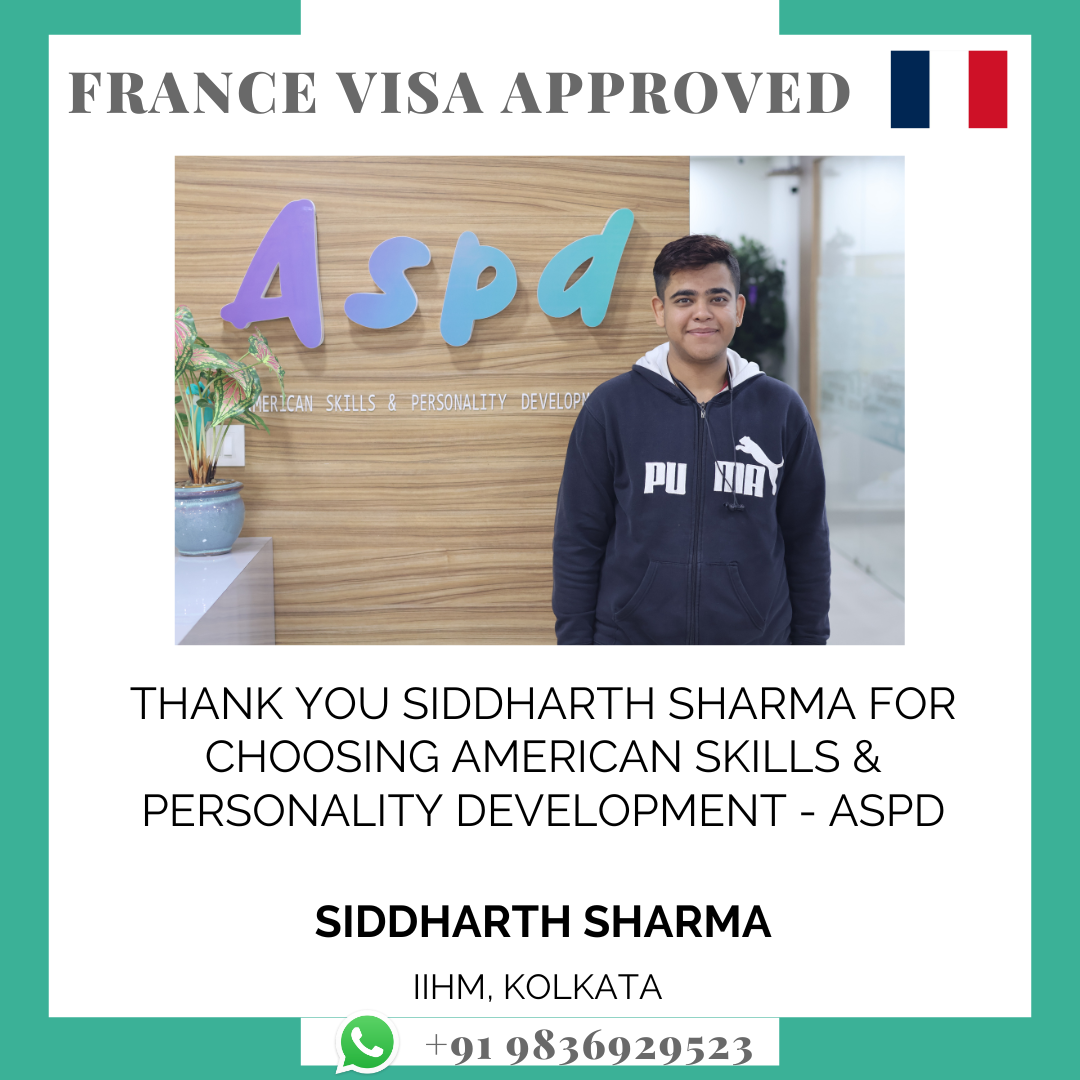 FRANCE VISA APPROVED
Aspd
AMERICAN SKILLS & PERSONALITY
PUMA
THANK YOU SIDDHARTH SHARMA FOR
CHOOSING AMERICAN SKILLS &
PERSONALITY DEVELOPMENT - ASPD
SIDDHARTH SHARMA
IIHM, KOLKATA
+91 9836929523